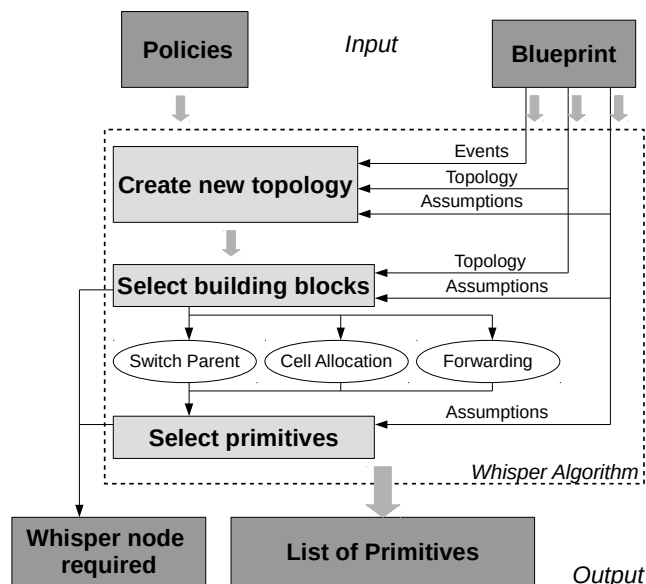 Policies
Input
Blueprint
Events
Create new topology
Topology
Assumptions
Topology
Select building blocks
Assumptions
Switch Parent
Cell Allocation
Forwarding
Assumptions
Select primitives
Whisper Algorithm
Whisper node
required
List of Primitives
Output